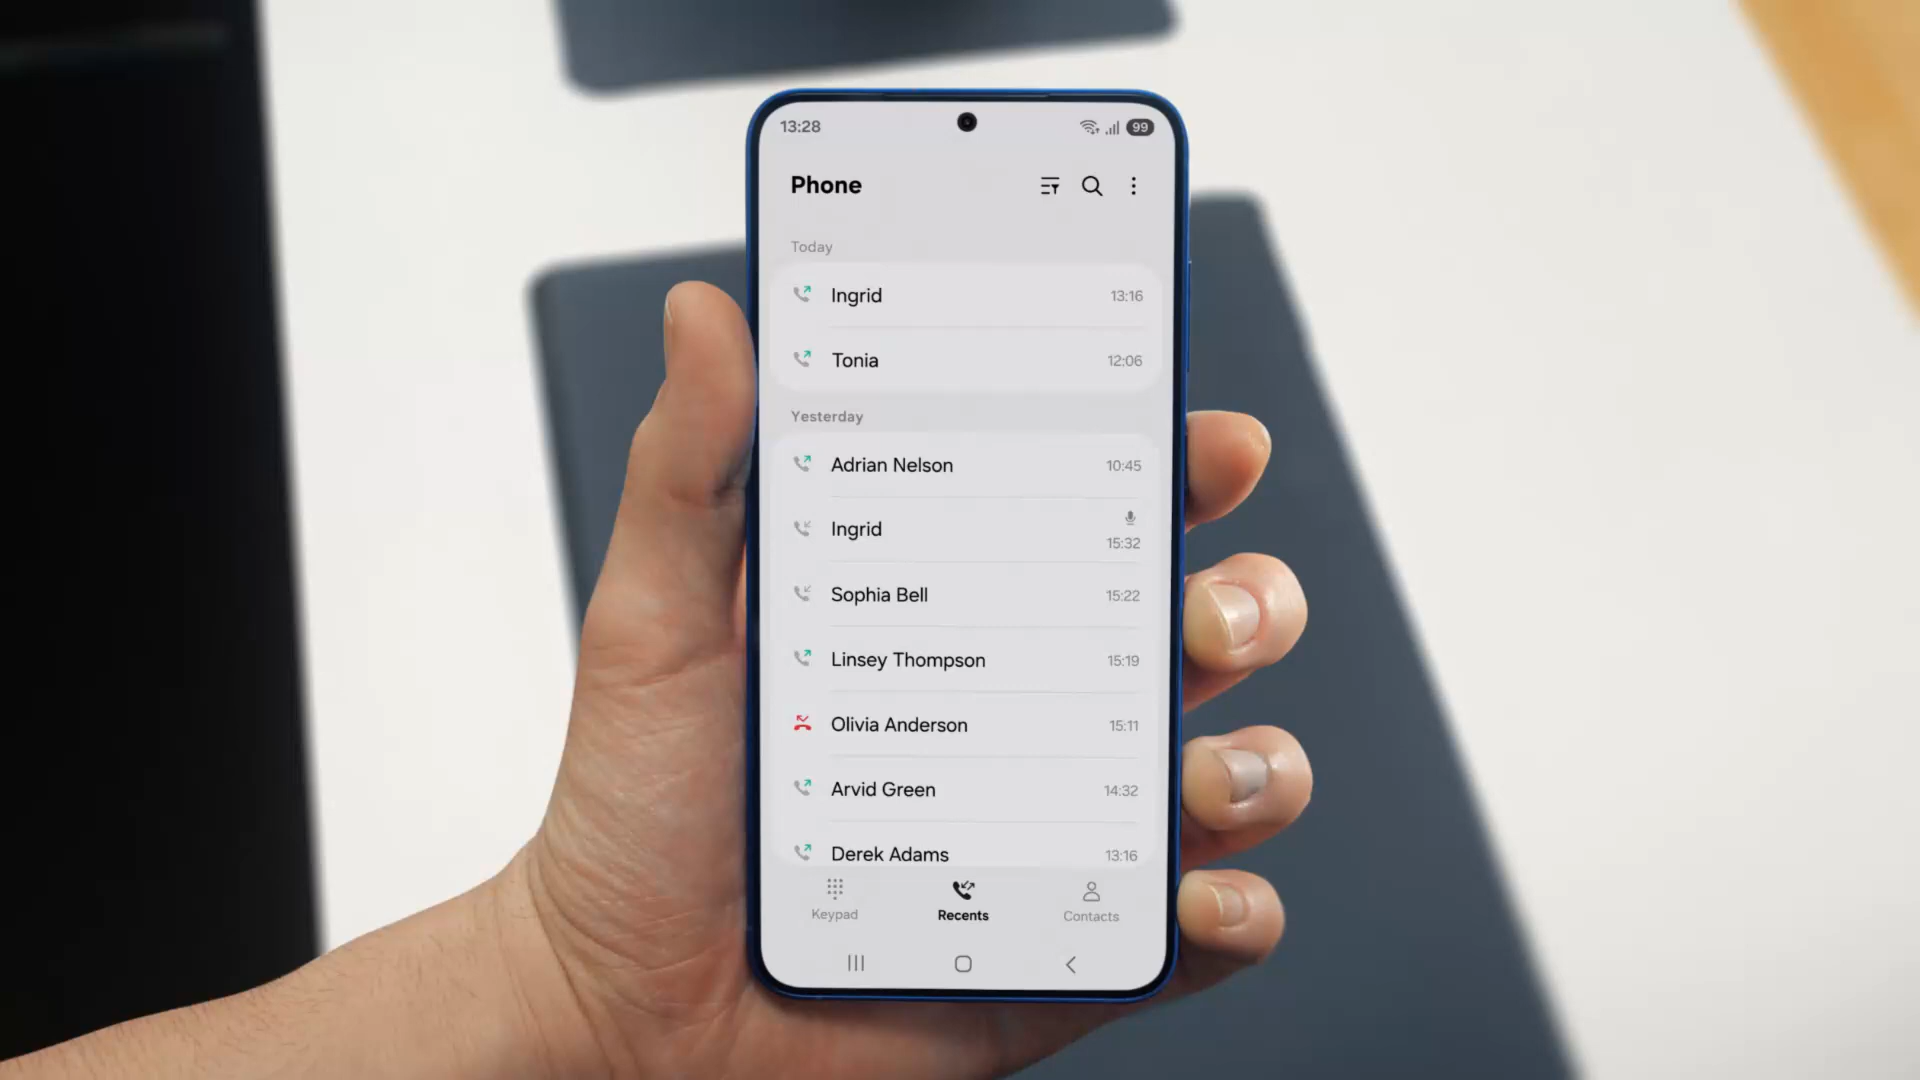 13:28
99
Phone
Today
Ingrid 13:16
Tonia 12:06
Yesterday
Adrian Nelson 10:45
Ingrid 15:32
Sophia Bell 15:22
Linsey Thompson 15:19
Olivia Anderson 15:11
Arvid Green 14:32
Derek Adams 13:16
Keypad Recents Contacts